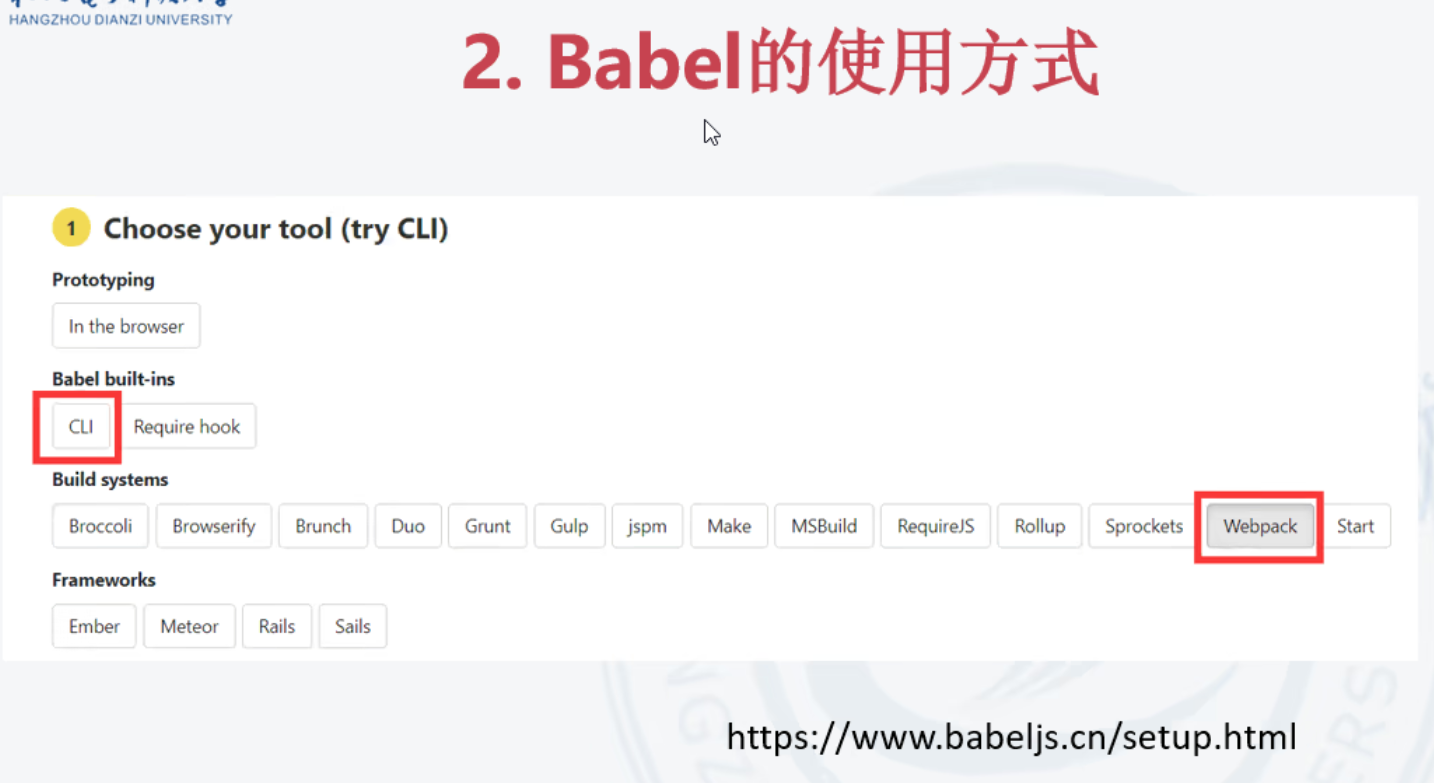 HANGZHOU DIANZI UNIVERSITY
2. Babel的使用方式
1 Choose your tool (try CLI)
Prototyping
In the browser
Babel built-ins
CLI Require hook
Build systems
Broccoli Browserify Brunch Duo Grunt Gulp jspm Make MSBuild RequireJS Rollup Sprockets Webpack Start
Frameworks
Ember Meteor Rails Sails
https://www.babeljs.cn/setup.html